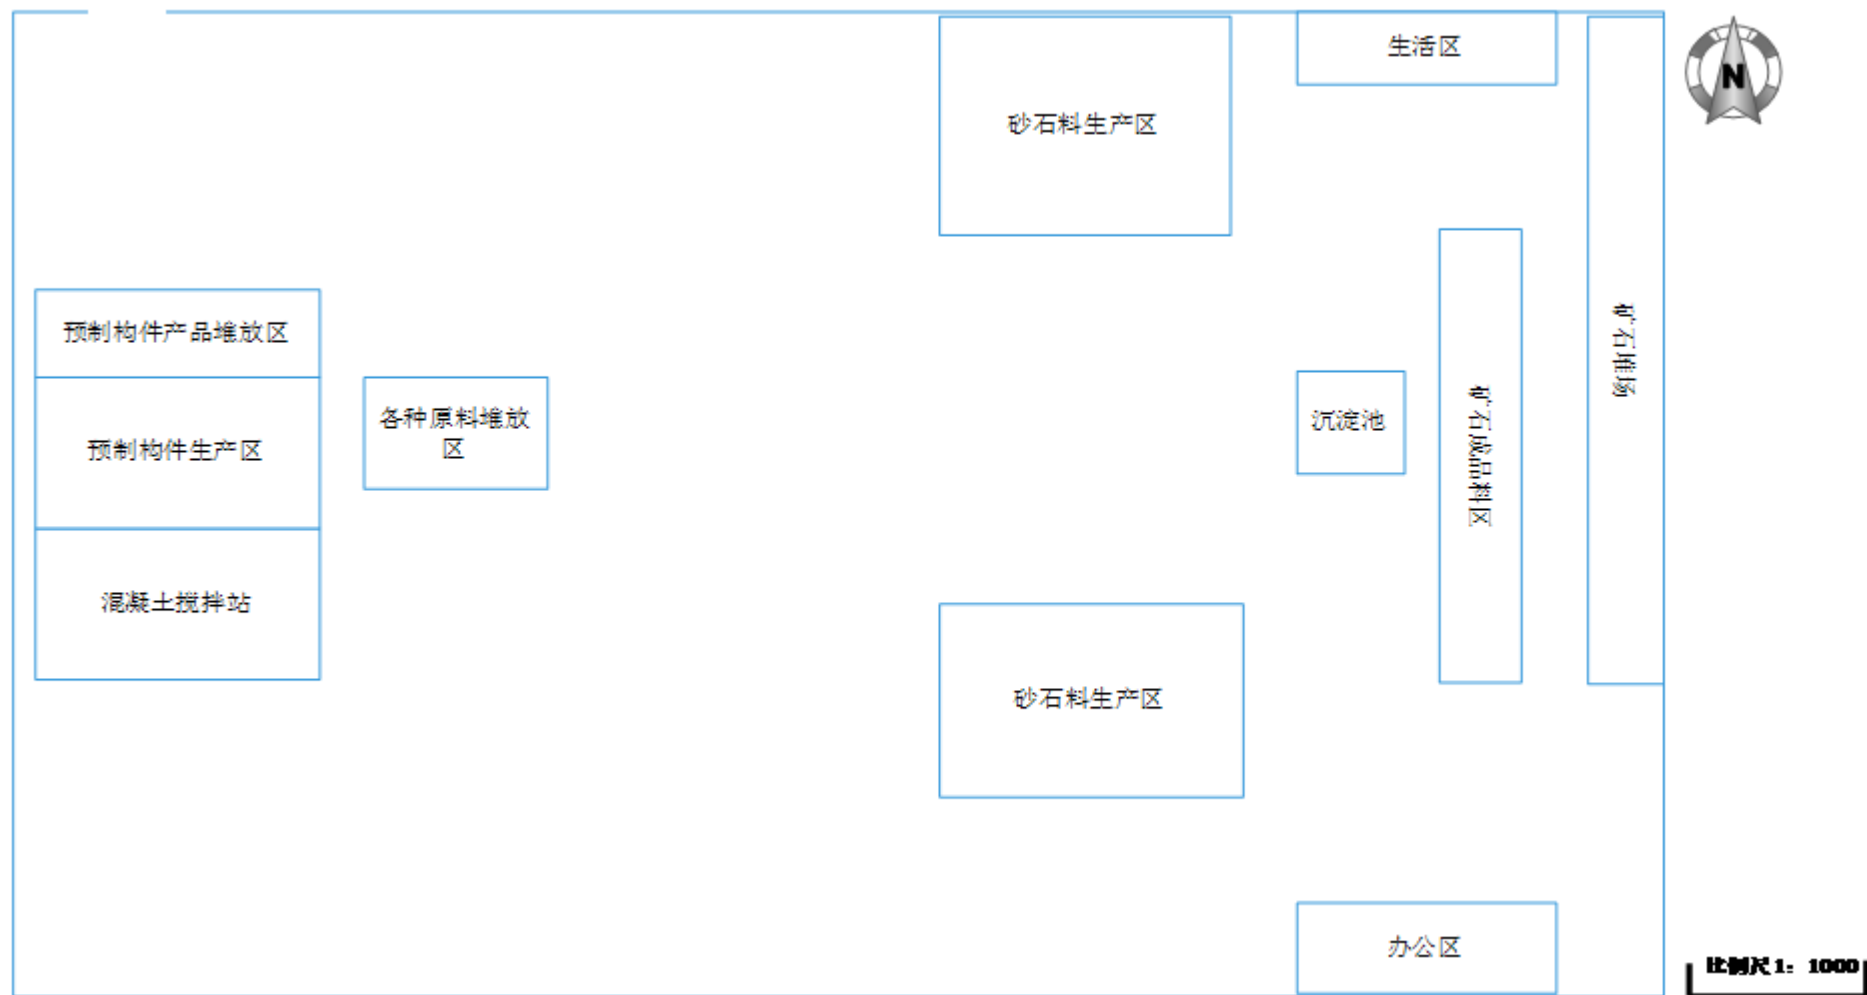 生活区
N
砂石料生产区
预制构件产品堆放区
矿石堆场
各种原料堆放
区
沉淀池
矿石成品料区
预制构件生产区
混凝土搅拌站
砂石料生产区
办公区
比例尺1：1000